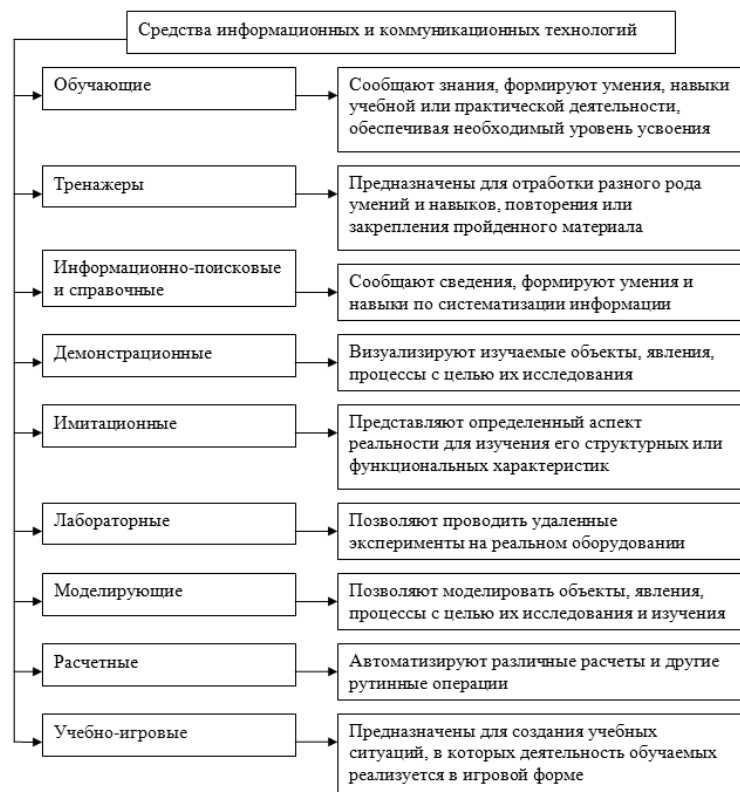 Средства информационных и коммуникационных технологий
Обучающие
Сообщают знания, формируют умения, навыки
учебной или практической деятельности,
обеспечивая необходимый уровень усвоения
Тренажеры
Предназначены для отработки разного рода
умений и навыков, повторения или
закрепления пройденного материала
Информационно-поисковые
и справочные
Сообщают сведения, формируют умения и
навыки по систематизации информации
Демонстрационные
Визуализируют изучаемые объекты, явления,
процессы с целью их исследования
Имитационные
Представляют определенный аспект
реальности для изучения его структурных или
функциональных характеристик
Лабораторные
Позволяют проводить удаленные
эксперименты на реальном оборудовании
Моделирующие
Позволяют моделировать объекты, явления,
процессы с целью их исследования и изучения
Расчетные
Автоматизируют различные расчеты и другие
рутинные операции
Учебно-игровые
Предназначены для создания учебных
ситуаций, в которых деятельность обучаемых
реализуется в игровой форме